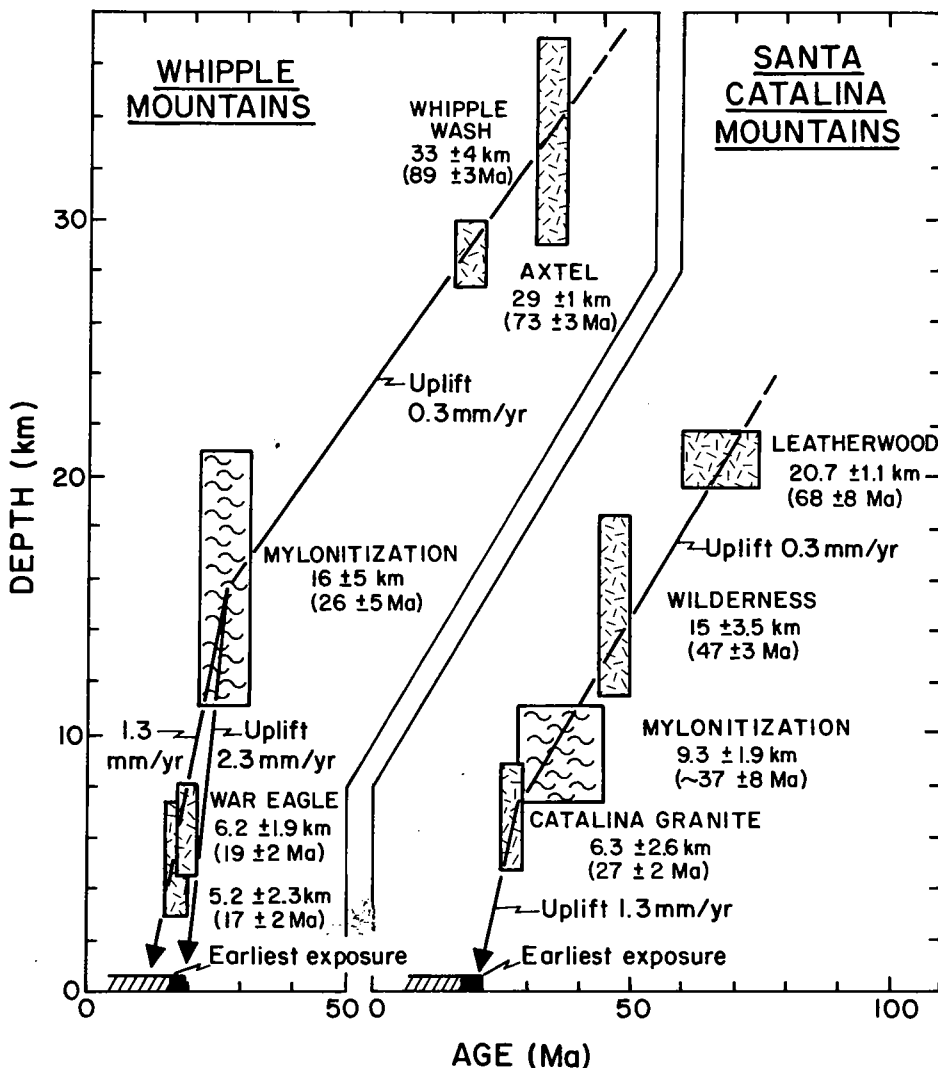 WHIPPLE
MOUNTAINS
SANTA
CATALINA
MOUNTAINS
WHIPPLE
WASH
33 ±4 km
(89 ±3 Ma)
30
AXTEL
29 ±1 km
(73 ±3 Ma)
Uplift
0.3 mm/yr
LEATHERWOOD
20.7 ±1.1 km
(68 ±8 Ma)
20
DEPTH (km)
MYLONITIZATION
16 ±5 km
(26 ±5 Ma)
Uplift 0.3 mm/yr
WILDERNESS
15 ±3.5 km
(47 ±3 Ma)
10
1.3
mm/yr
Uplift
2.3 mm/yr
MYLONITIZATION
9.3 ±1.9 km
(~37 ±8 Ma)
WAR EAGLE
6.2 ±1.9 km
(19 ±2 Ma)
5.2 ±2.3 km
(17 ±2 Ma)
CATALINA GRANITE
6.3 ±2.6 km
(27 ±2 Ma)
Uplift 1.3 mm/yr
Earliest exposure
Earliest exposure
0
0
50
0
50
100
AGE (Ma)